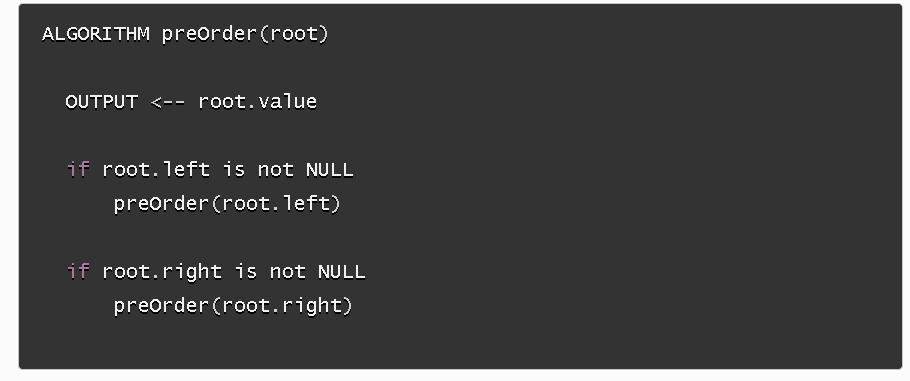 ALGORITHM preOrder(root)
OUTPUT <-- root.value
if root.left is not NULL
preOrder(root.left)
if root.right is not NULL
preOrder(root.right)